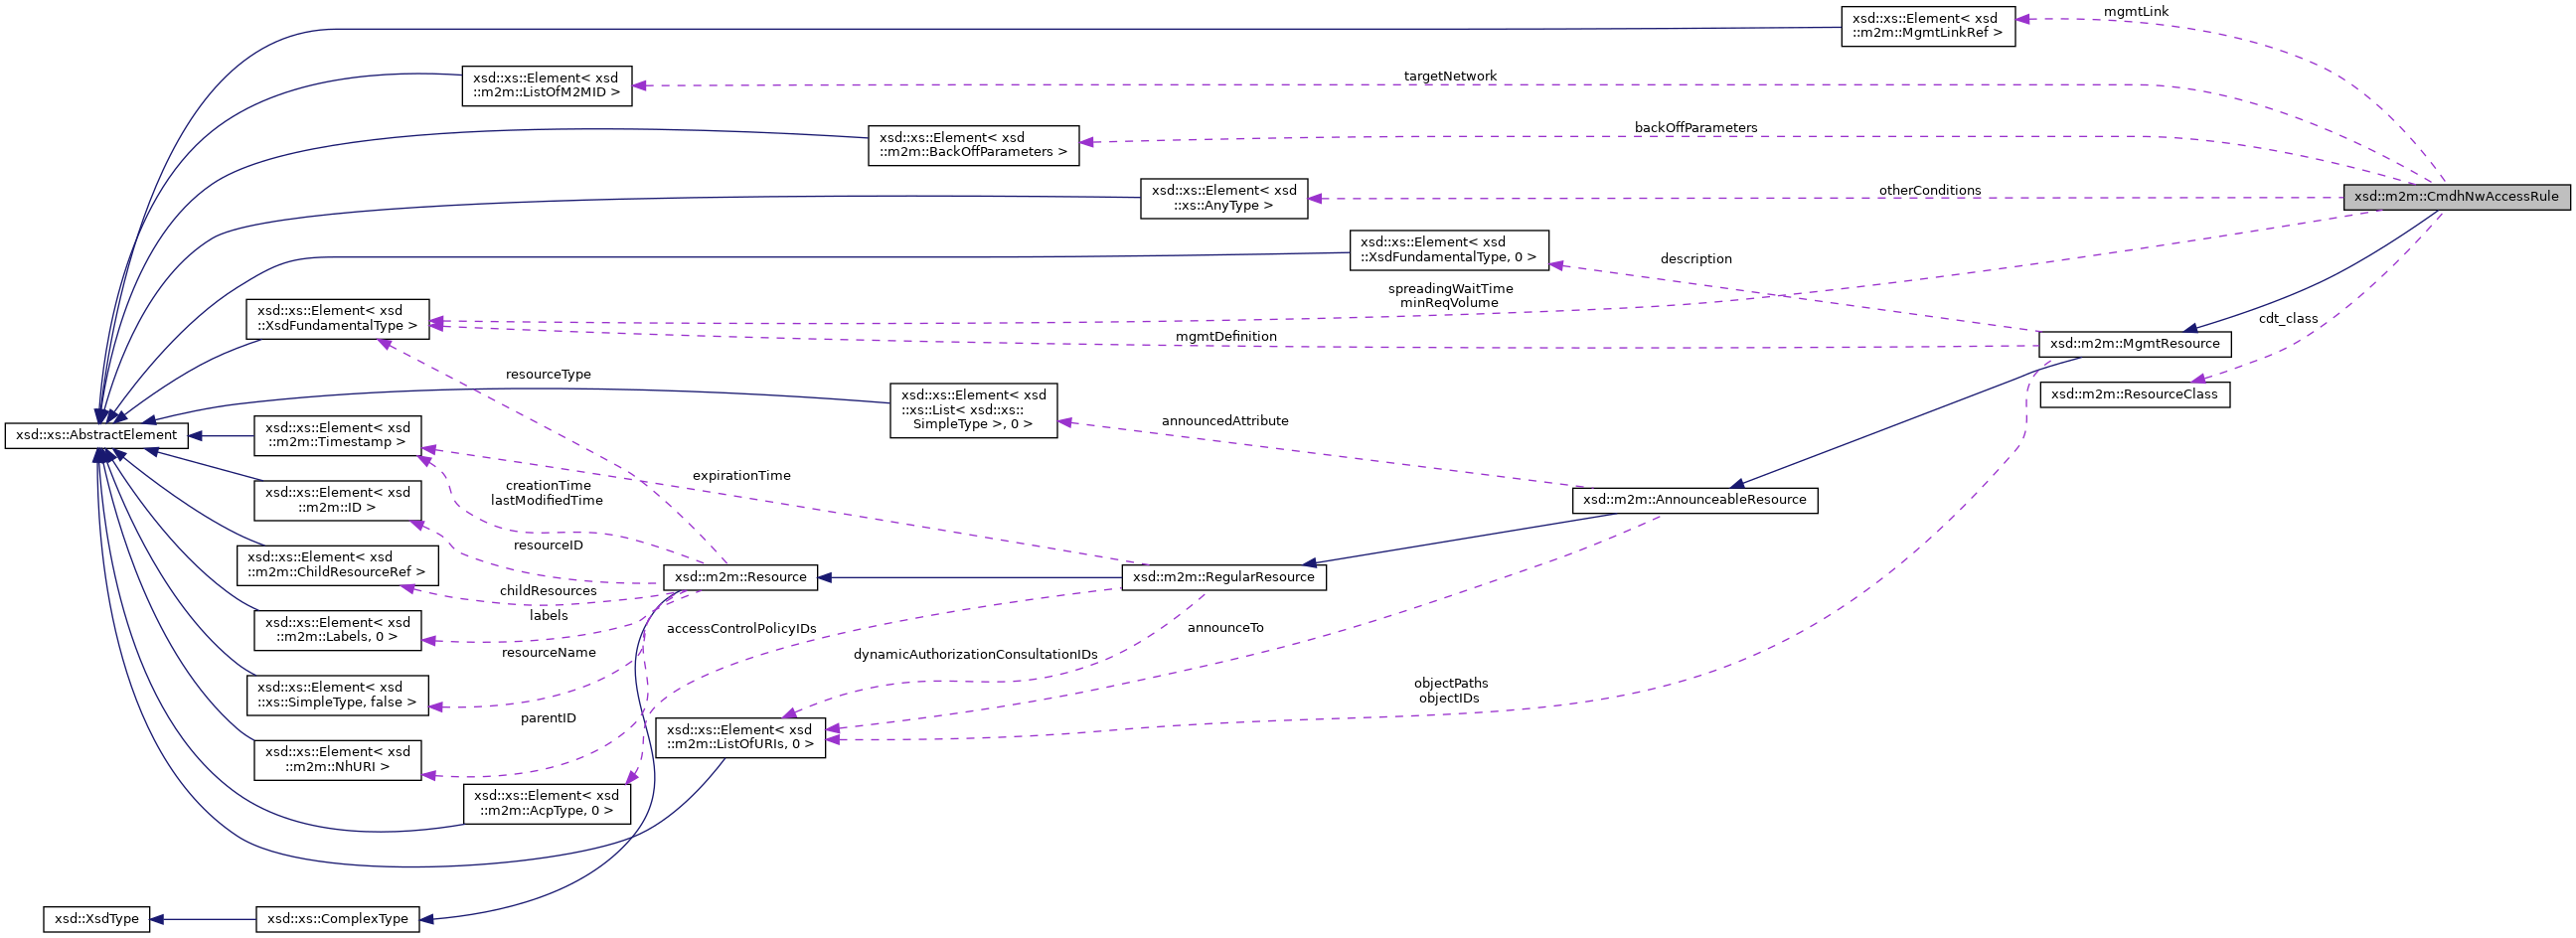 xsd::xs::Element< xsd
::m2m::MgmtLinkRef >
mgmtLink
xsd::xs::Element< xsd
::m2m::ListOfM2MID >
targetNetwork
xsd::xs::Element< xsd
::m2m::BackOffParameters >
backOffParameters
xsd::xs::Element< xsd
::xs::AnyType >
otherConditions
xsd::m2m::CmdhNwAccessRule
xsd::xs::Element< xsd
::XsdFundamentalType, 0 >
description
spreadingWaitTime
minReqVolume
xsd::xs::Element< xsd
::XsdFundamentalType >
cdt_class
mgmtDefinition
xsd::m2m::MgmtResource
resourceType
xsd::m2m::ResourceClass
xsd::xs::Element< xsd
::xs::List< xsd::xs::
SimpleType >, 0 >
announcedAttribute
xsd::xs::AbstractElement
xsd::xs::Element< xsd
::m2m::Timestamp >
expirationTime
creationTime
lastModifiedTime
xsd::xs::Element< xsd
::m2m::ID >
xsd::m2m::AnnounceableResource
resourceID
xsd::xs::Element< xsd
::m2m::ChildResourceRef >
xsd::m2m::Resource
xsd::m2m::RegularResource
childResources
labels
xsd::xs::Element< xsd
::m2m::Labels, 0 >
accessControlPolicyIDs
announceTo
resourceName
dynamicAuthorizationConsultationIDs
xsd::xs::Element< xsd
::xs::SimpleType, false >
objectPaths
objectIDs
parentID
xsd::xs::Element< xsd
::m2m::ListOfURIs, 0 >
xsd::xs::Element< xsd
::m2m::NhURI >
xsd::xs::Element< xsd
::m2m::AcpType, 0 >
xsd::XsdType
xsd::xs::ComplexType